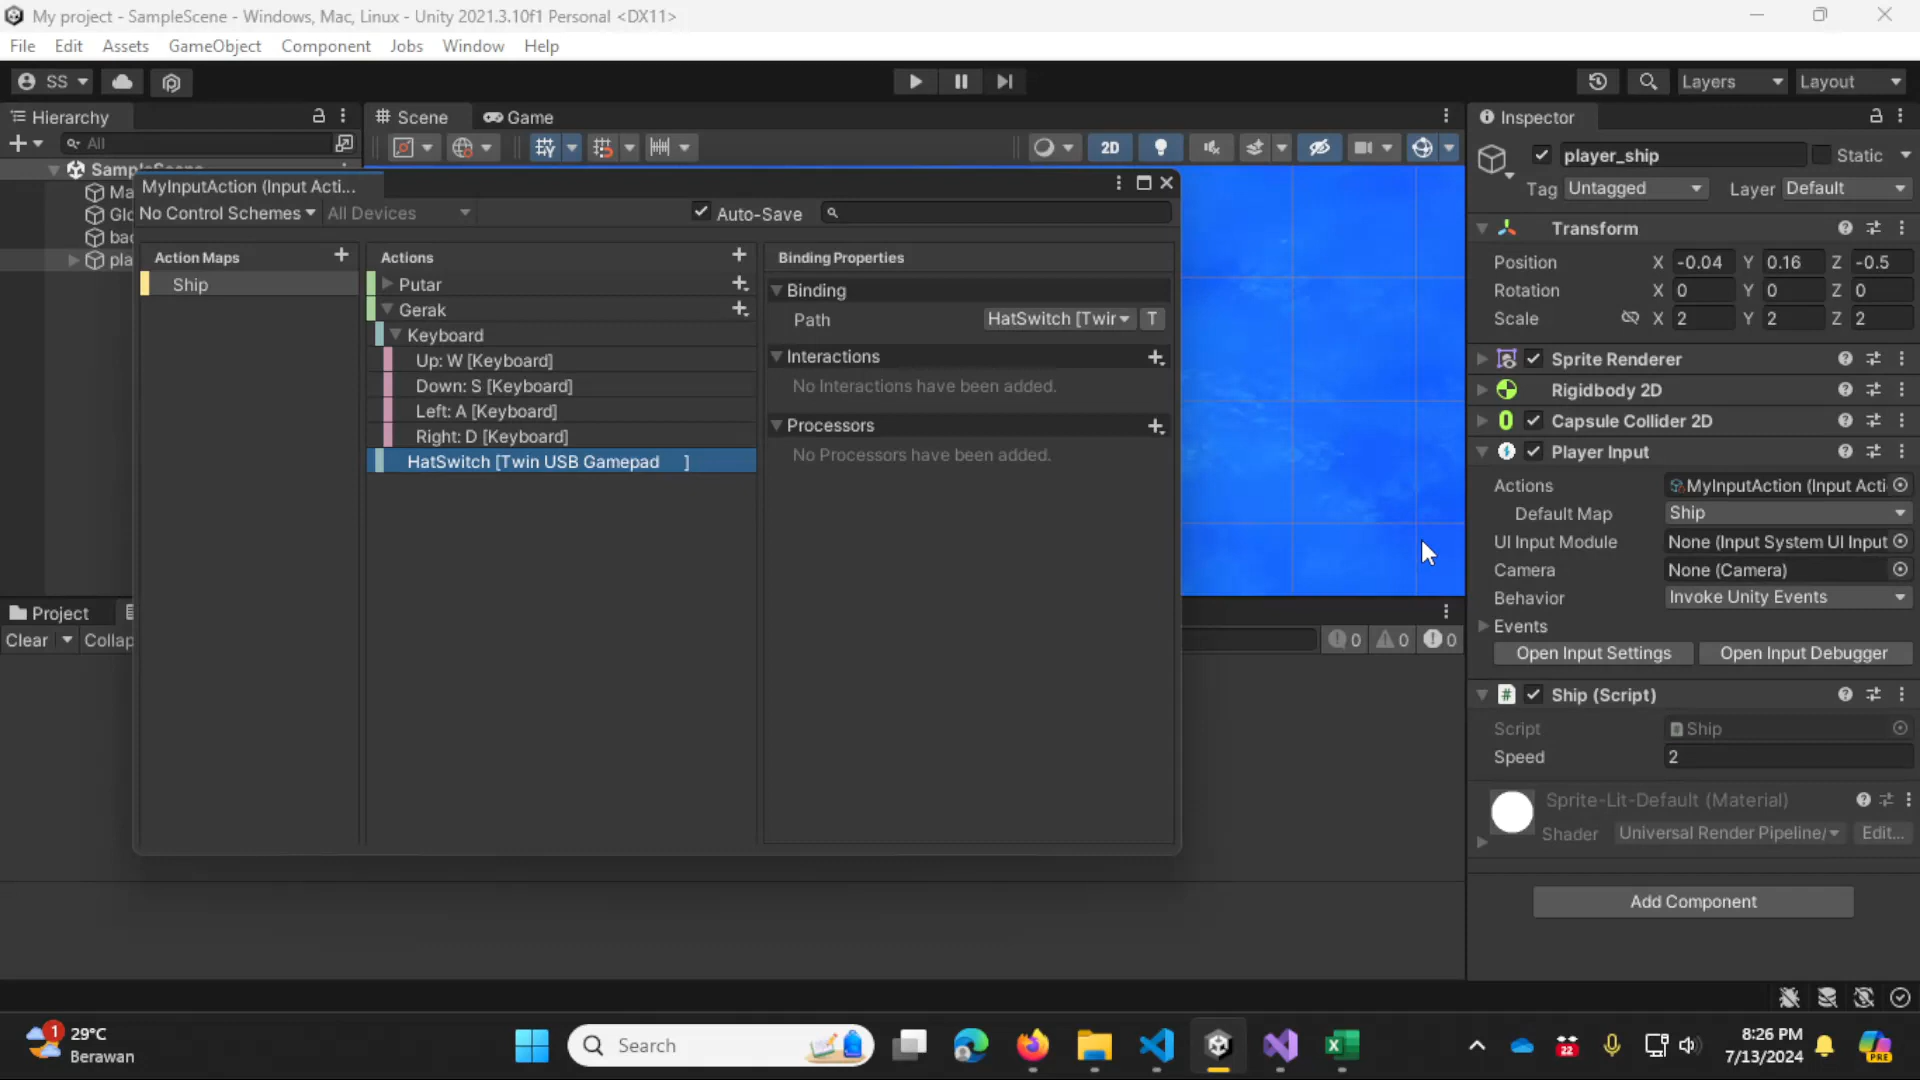 My project - SampleScene - Windows, Mac, Linux - Unity 2021.3.10f1 Personal <DX11>
File Edit Assets GameObject Component Jobs Window Help
SS
Layers Layout
Hierarchy
All
Ma
Glo
bac
pla
Scene Game
2D
MyInputAction (Input Acti...
No Control Schemes All Devices
Auto-Save
Action Maps
Ship
Actions
Putar
Gerak
Keyboard
Up: W [Keyboard]
Down: S [Keyboard]
Left: A [Keyboard]
Right: D [Keyboard]
HatSwitch [Twin USB Gamepad ]
Binding Properties
Binding
Path HatSwitch [Twir T
Interactions
No Interactions have been added.
Processors
No Processors have been added.
Project
Clear Collap
0 0 0
Inspector
player_ship Static
Tag Untagged Layer Default
Transform
Position X -0.04 Y 0.16 Z -0.5
Rotation X 0 Y 0 Z 0
Scale X 2 Y 2 Z 2
Sprite Renderer
Rigidbody 2D
Capsule Collider 2D
Player Input
Actions MyInputAction (Input Acti
Default Map Ship
UI Input Module None (Input System UI Input
Camera None (Camera)
Behavior Invoke Unity Events
Events
Open Input Settings Open Input Debugger
# Ship (Script)
Script Ship
Speed 2
Sprite-Lit-Default (Material)
Shader Universal Render Pipeline/ Edit...
Add Component
1 29°C
Berawan
Search
22
8:26 PM
7/13/2024
PRE